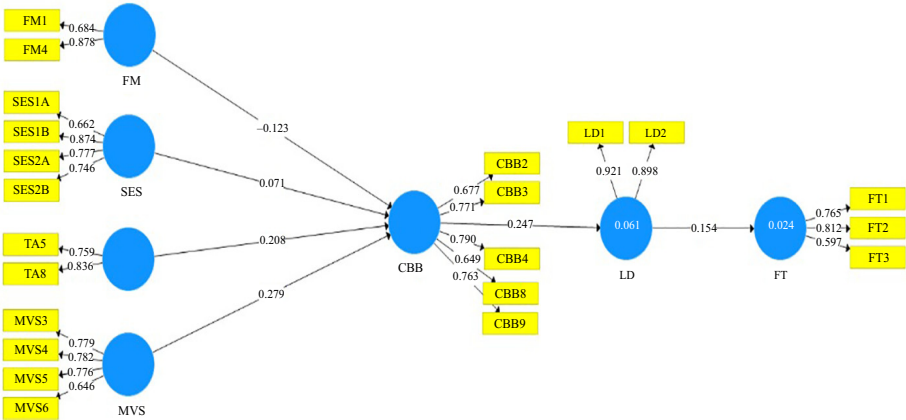 FM1
0.684
FM4
0.878
FM
−0.123
SES1A
0.662
SES1B
0.874
SES2A
0.777
SES2B
0.746
SES
0.071
TA5
0.759
TA8
0.836
0.208
MVS3
0.779
MVS4
0.782
MVS5
0.776
MVS6
0.646
MVS
0.279
CBB
CBB2
0.677
CBB3
0.771
CBB4
0.790
CBB8
0.649
CBB9
0.763
0.247
LD1
LD2
0.921
0.898
0.061
LD
0.154
0.024
FT
FT1
0.765
FT2
0.812
FT3
0.597